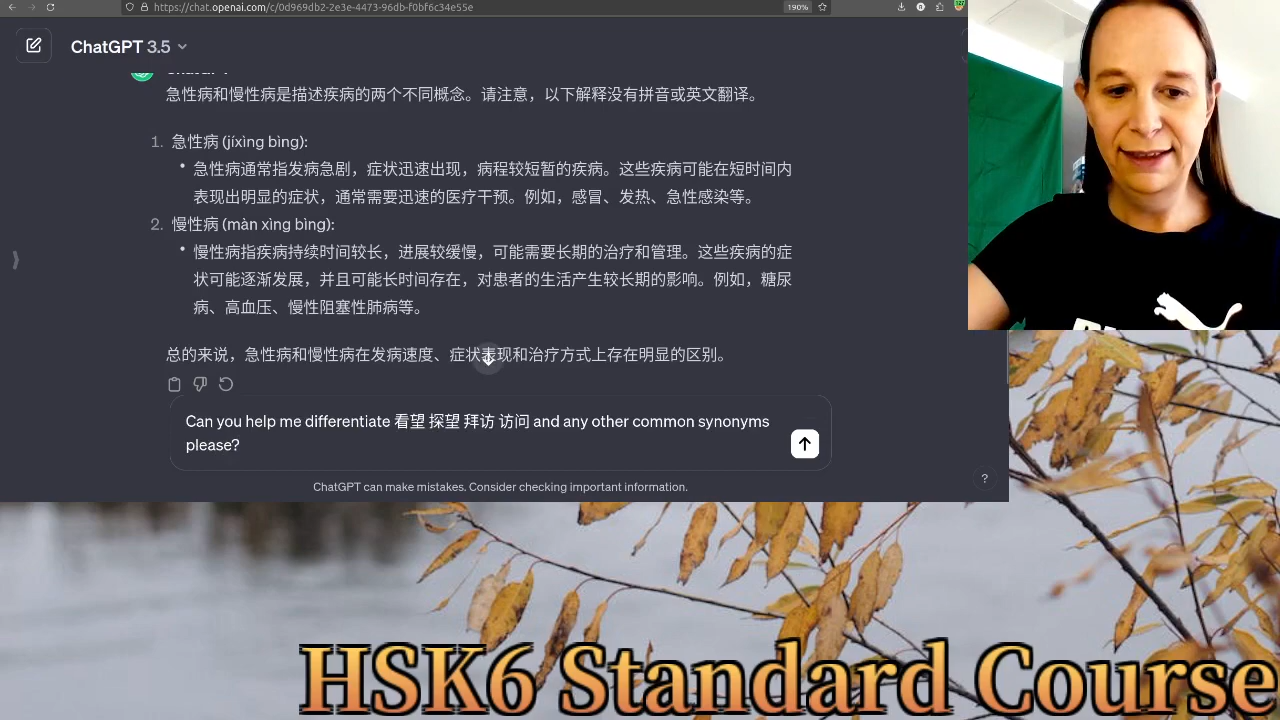 https://chat.openai.com/c/0d969db2-2e3e-4473-96db-f0bf6c34e55e
190%
ChatGPT 3.5
急性病和慢性病是描述疾病的两个不同概念。请注意，以下解释没有拼音或英文翻译。
1. 急性病 (jíxìng bìng):
• 急性病通常指发病急剧，症状迅速出现，病程较短暂的疾病。这些疾病可能在短时间内
表现出明显的症状，通常需要迅速的医疗干预。例如，感冒、发热、急性感染等。
2. 慢性病 (màn xìng bìng):
• 慢性病指疾病持续时间较长，进展较缓慢，可能需要长期的治疗和管理。这些疾病的症
状可能逐渐发展，并且可能长时间存在，对患者的生活产生较长期的影响。例如，糖尿
病、高血压、慢性阻塞性肺病等。
总的来说，急性病和慢性病在发病速度、症状表现和治疗方式上存在明显的区别。
Can you help me differentiate 看望 探望 拜访 访问 and any other common synonyms
please?
ChatGPT can make mistakes. Consider checking important information.
?
HSK6 Standard Course